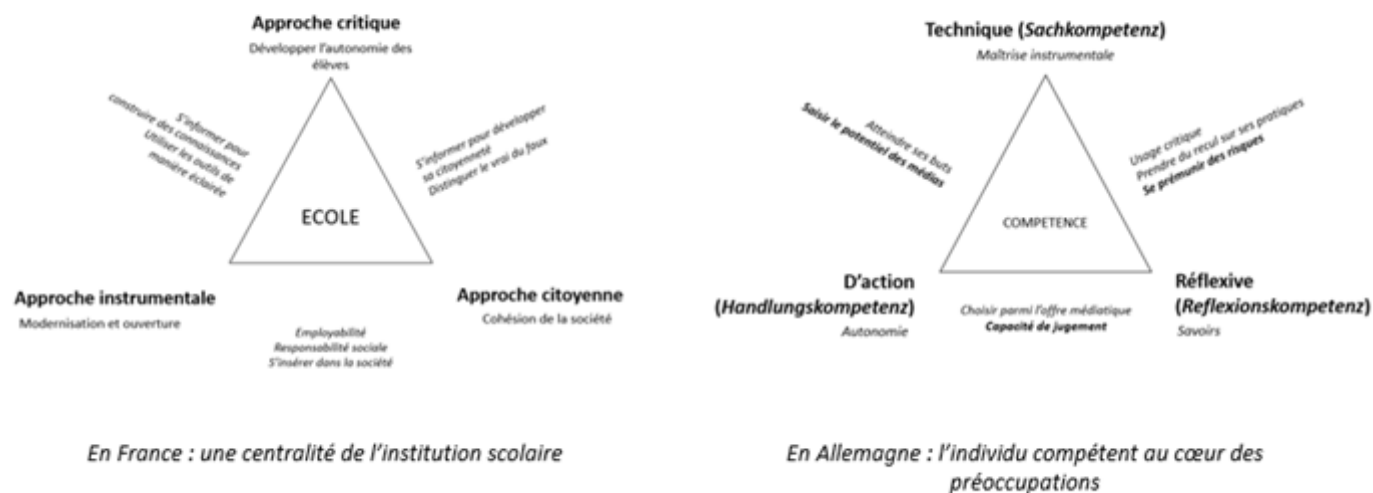 Approche critique
Développer l'autonomie des
élèves
S'informer pour
construire des connaissances
Utiliser les outils de
manière éclairée
S'informer pour développer
sa citoyenneté
Distinguer le vrai du faux
ECOLE
Approche instrumentale
Modernisation et ouverture
Approche citoyenne
Cohésion de la société
Employabilité
Responsabilité sociale
S'insérer dans la société
En France : une centralité de l'institution scolaire
Technique (Sachkompetenz)
Maîtrise instrumentale
Atteindre ses buts
Saisir le potentiel des médias
Usage critique
Prendre du recul sur ses pratiques
Se prémunir des risques
COMPETENCE
D'action
(Handlungskompetenz)
Autonomie
Choisir parmi l'offre médiatique
Capacité de jugement
Réflexive
(Reflexionskompetenz)
Savoirs
En Allemagne : l'individu compétent au cœur des
préoccupations